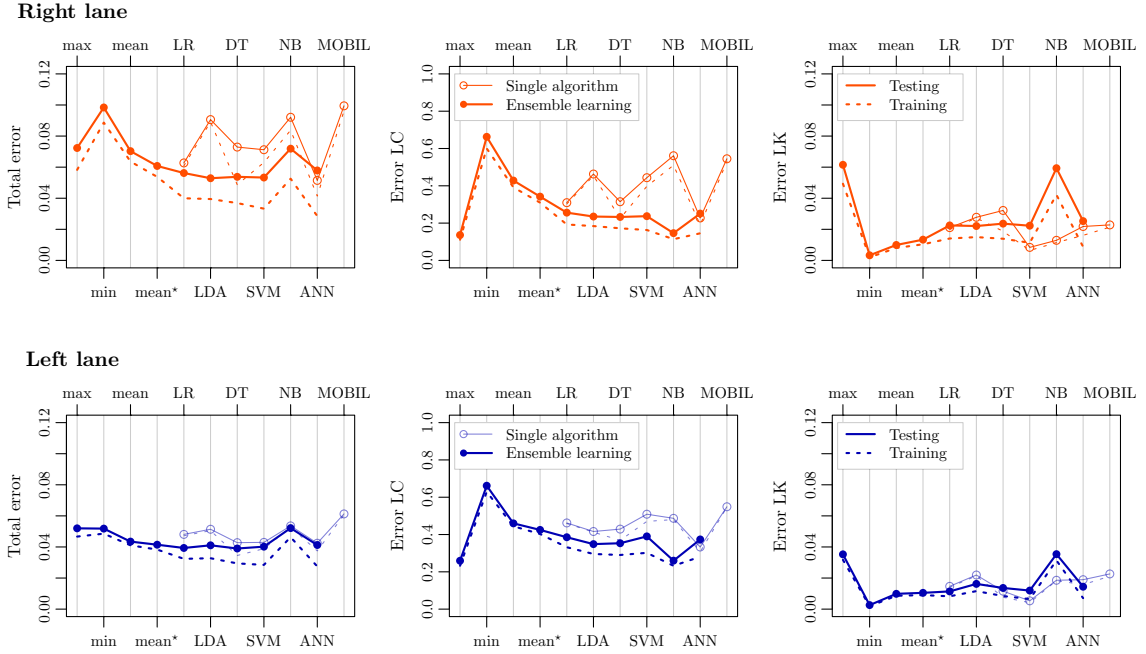 Right lane
max mean LR DT NB MOBIL
max mean LR DT NB MOBIL
max mean LR DT NB MOBIL
Total error
0.00 0.04 0.08 0.12
Error LC
0.0 0.2 0.4 0.6 0.8 1.0
Single algorithm
Ensemble learning
Error LK
0.00 0.04 0.08 0.12
Testing
Training
min mean* LDA SVM ANN
min mean* LDA SVM ANN
min mean* LDA SVM ANN
Left lane
max mean LR DT NB MOBIL
max mean LR DT NB MOBIL
max mean LR DT NB MOBIL
Total error
0.00 0.04 0.08 0.12
Error LC
0.0 0.2 0.4 0.6 0.8 1.0
Single algorithm
Ensemble learning
Error LK
0.00 0.04 0.08 0.12
Testing
Training
min mean* LDA SVM ANN
min mean* LDA SVM ANN
min mean* LDA SVM ANN